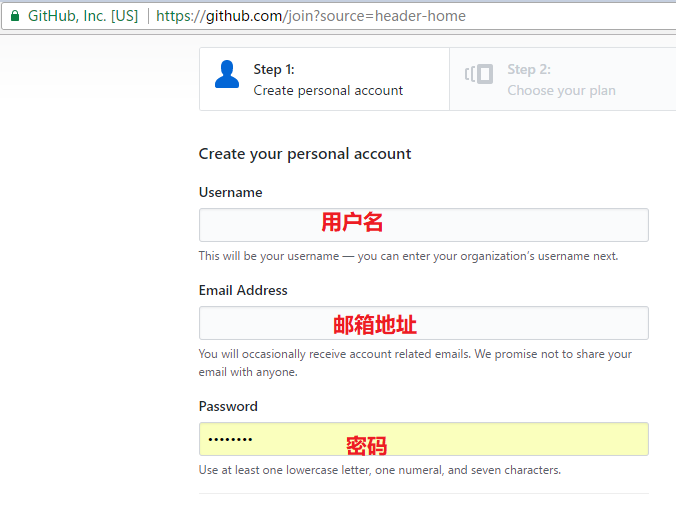 GitHub, Inc. [US] | https://github.com/join?source=header-home
Step 1:
Create personal account
Step 2:
Choose your plan
Create your personal account
Username
用户名
This will be your username — you can enter your organization’s username next.
Email Address
邮箱地址
You will occasionally receive account related emails. We promise not to share your
email with anyone.
Password
•••••••• 密码
Use at least one lowercase letter, one numeral, and seven characters.